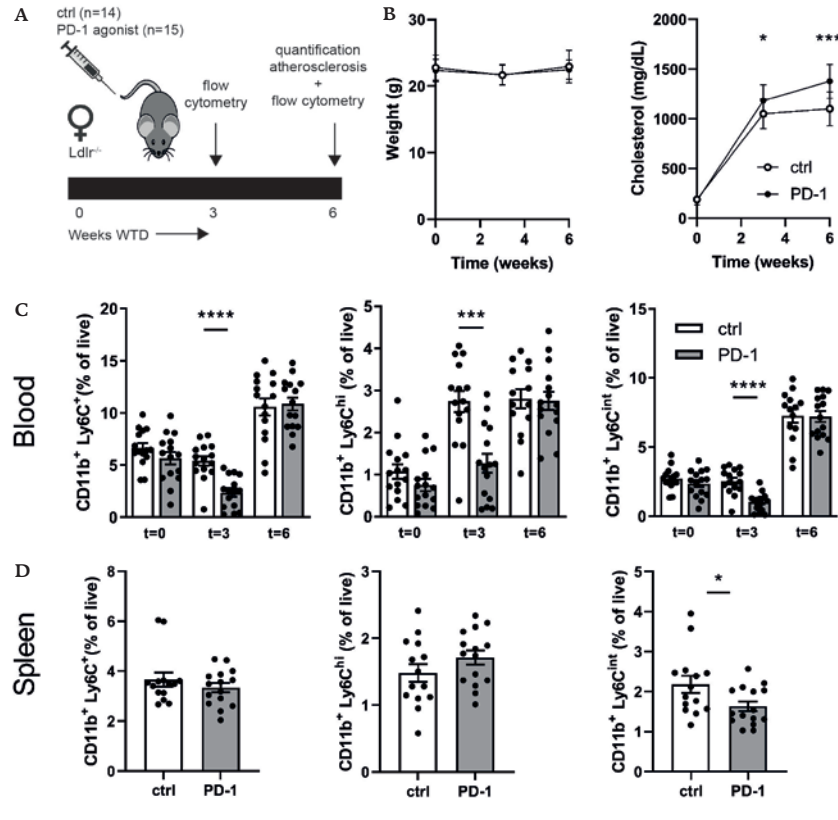 A
ctrl (n=14)
PD-1 agonist (n=15)
flow
cytometry
quantification
atherosclerosis
+
flow cytometry
Ldlr-/-
0
3
6
Weeks WTD
B
30
20
10
0
Weight (g)
0 2 4 6
Time (weeks)
2000
1500
1000
500
0
Cholesterol (mg/dL)
*
***
ctrl
PD-1
0 2 4 6
Time (weeks)
C
Blood
20
15
10
5
0
CD11b+ Ly6C+(% of live)
****
t=0 t=3 t=6
5
4
3
2
1
0
CD11b+ Ly6Chi (% of live)
***
t=0 t=3 t=6
15
10
5
0
CD11b+ Ly6Cint (% of live)
ctrl
PD-1
****
t=0 t=3 t=6
D
Spleen
8
6
4
2
0
CD11b+ Ly6C+(% of live)
ctrl PD-1
3
2
1
0
CD11b+ Ly6Chi (% of live)
ctrl PD-1
5
4
3
2
1
0
CD11b+ Ly6Cint (% of live)
*
ctrl PD-1